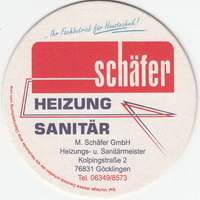 ...Ihr Fachbetrieb für Haustechnik!
schäfer
HEIZUNG
SANITÄR
M. Schäfer GmbH
Heizungs- u. Sanitärmeister
Kolpingstraße 2
76831 Göcklingen
Tel. 06349/8573